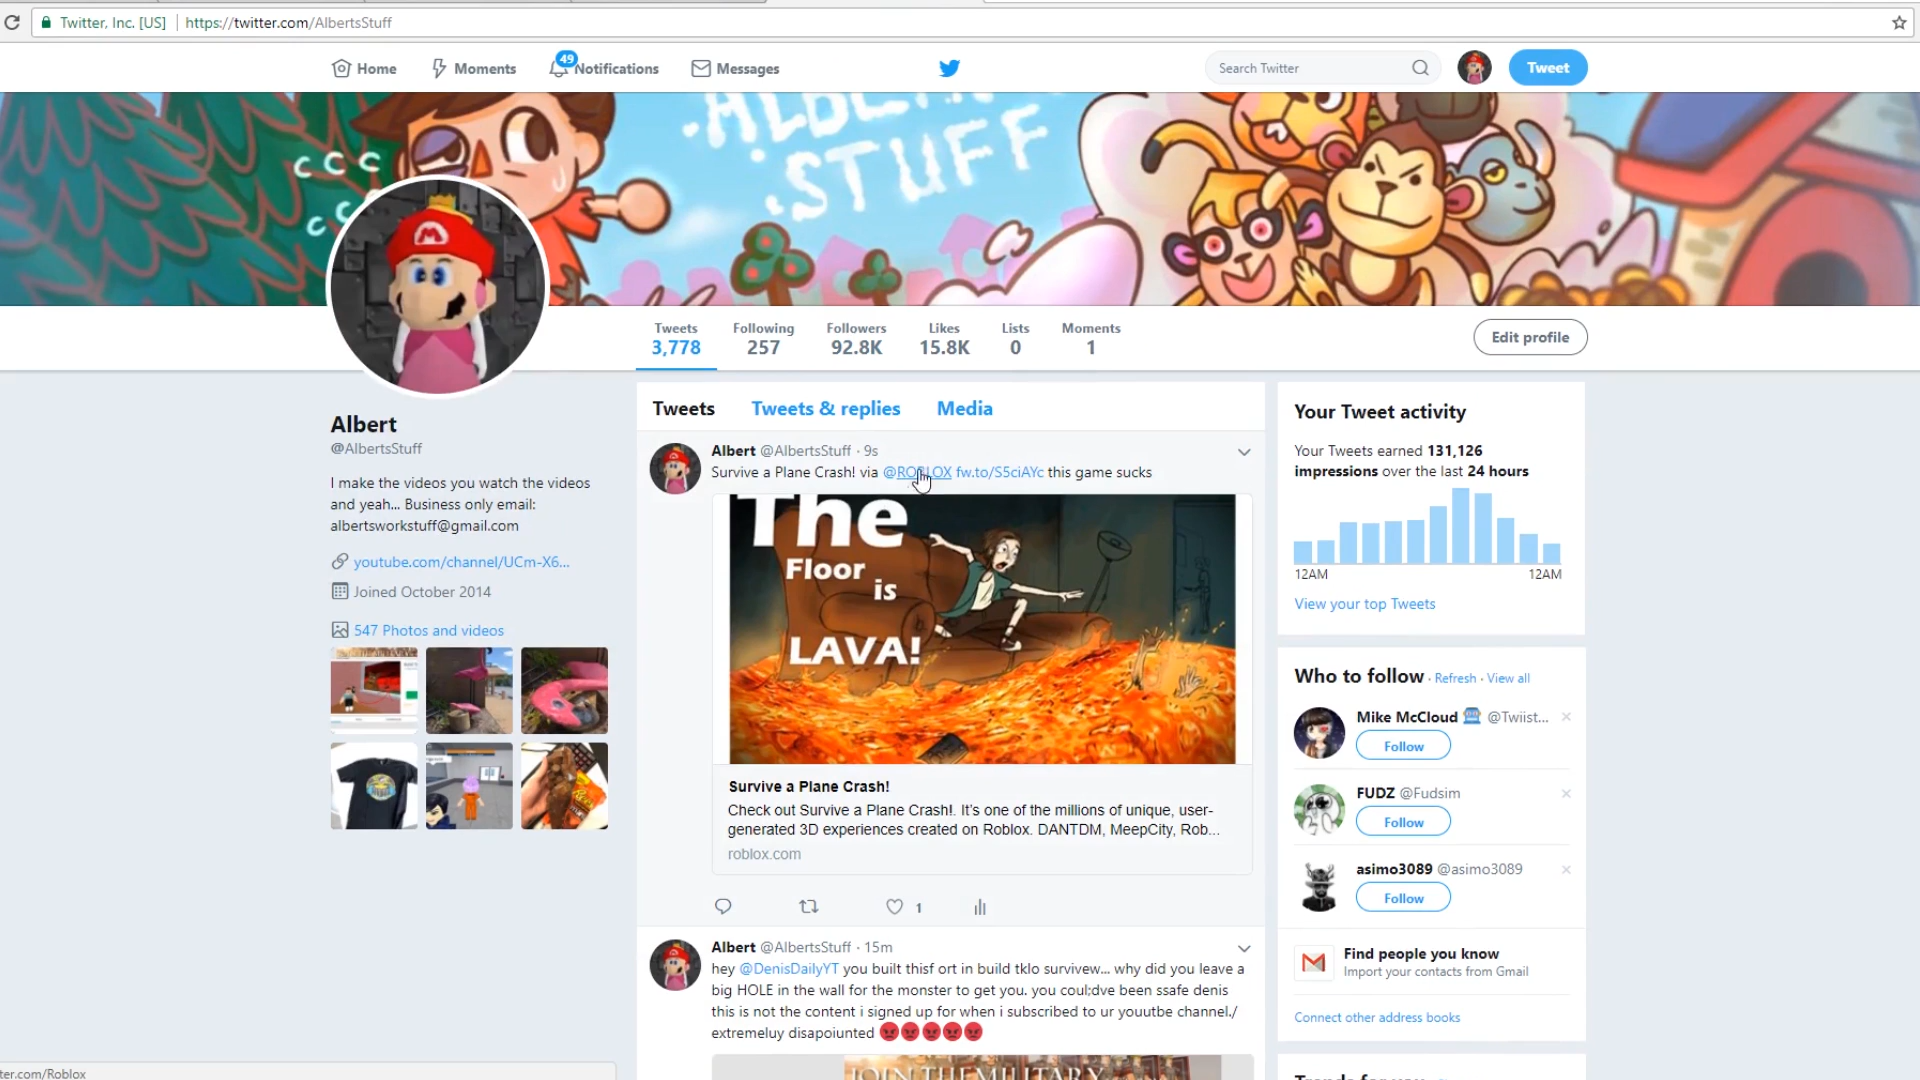 Twitter, Inc. [US] https://twitter.com/AlbertsStuff
Home Moments 49 Notifications Messages Search Twitter Tweet
STUFF
C C C
Tweets Following Followers Likes Lists Moments
3,778 257 92.8K 15.8K 0 1
Edit profile
Albert
@AlbertsStuff
I make the videos you watch the videos
and yeah... Business only email:
albertsworkstuff@gmail.com
youtube.com/channel/UCm-X6...
Joined October 2014
547 Photos and videos
Tweets Tweets & replies Media
Albert @AlbertsStuff · 9s
Survive a Plane Crash! via @ROBLOX fw.to/S5ciAYc this game sucks
The
Floor
is
LAVA!
Survive a Plane Crash!
Check out Survive a Plane Crash!. It's one of the millions of unique, user-
generated 3D experiences created on Roblox. DANTDM, MeepCity, Rob...
roblox.com
1
Albert @AlbertsStuff · 15m
hey @DenisDailyYT you built thisf ort in build tklo survivew... why did you leave a
big HOLE in the wall for the monster to get you. you coul;dve been ssafe denis
this is not the content i signed up for when i subscribed to ur youutbe channel./
extremeluy disapoiunted
JOIN THE MILITARY
Your Tweet activity
Your Tweets earned 131,126
impressions over the last 24 hours
12AM 12AM
View your top Tweets
Who to follow · Refresh · View all
Mike McCloud @Twiist...
Follow
FUDZ @Fudsim
Follow
asimo3089 @asimo3089
Follow
Find people you know
Import your contacts from Gmail
Connect other address books
ter.com/Roblox